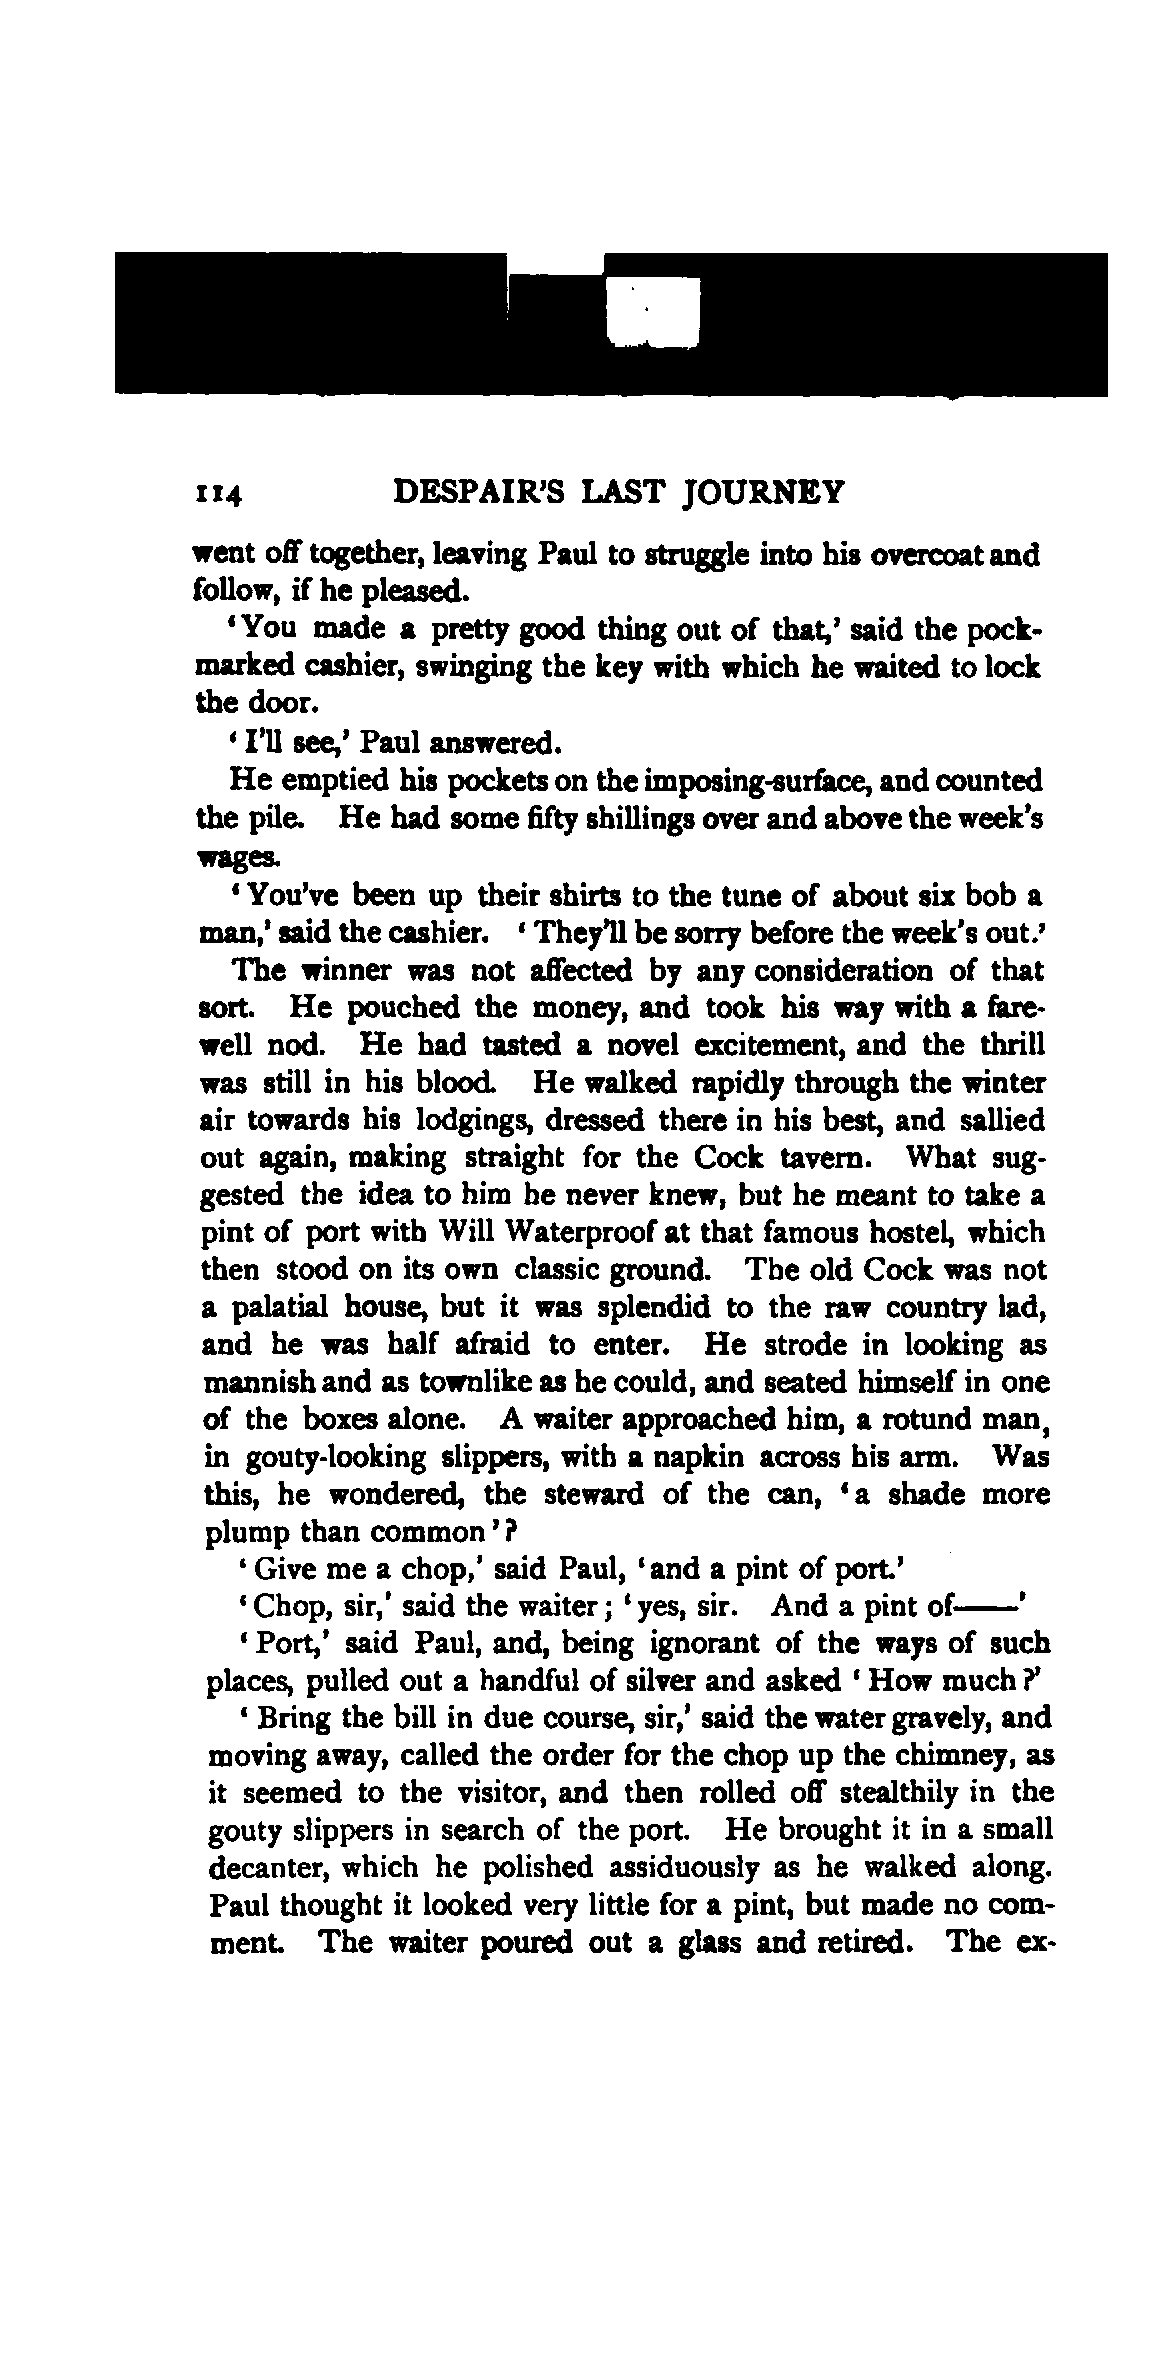 114 DESPAIR'S LAST JOURNEY
went off together, leaving Paul to struggle into his overcoat and
follow, if he pleased.
'You made a pretty good thing out of that,' said the pock-
marked cashier, swinging the key with which he waited to lock
the door.
'I'll see,' Paul answered.
He emptied his pockets on the imposing-surface, and counted
the pile. He had some fifty shillings over and above the week's
wages.
'You've been up their shirts to the tune of about six bob a
man,' said the cashier. 'They'll be sorry before the week's out.'
The winner was not affected by any consideration of that
sort. He pouched the money, and took his way with a fare-
well nod. He had tasted a novel excitement, and the thrill
was still in his blood. He walked rapidly through the winter
air towards his lodgings, dressed there in his best, and sallied
out again, making straight for the Cock tavern. What sug-
gested the idea to him he never knew, but he meant to take a
pint of port with Will Waterproof at that famous hostel, which
then stood on its own classic ground. The old Cock was not
a palatial house, but it was splendid to the raw country lad,
and he was half afraid to enter. He strode in looking as
mannish and as townlike as he could, and seated himself in one
of the boxes alone. A waiter approached him, a rotund man,
in gouty-looking slippers, with a napkin across his arm. Was
this, he wondered, the steward of the can, 'a shade more
plump than common'?
'Give me a chop,' said Paul, 'and a pint of port.'
'Chop, sir,' said the waiter; 'yes, sir. And a pint of——'
'Port,' said Paul, and, being ignorant of the ways of such
places, pulled out a handful of silver and asked 'How much?'
'Bring the bill in due course, sir,' said the water gravely, and
moving away, called the order for the chop up the chimney, as
it seemed to the visitor, and then rolled off stealthily in the
gouty slippers in search of the port. He brought it in a small
decanter, which he polished assiduously as he walked along.
Paul thought it looked very little for a pint, but made no com-
ment. The waiter poured out a glass and retired. The ex-